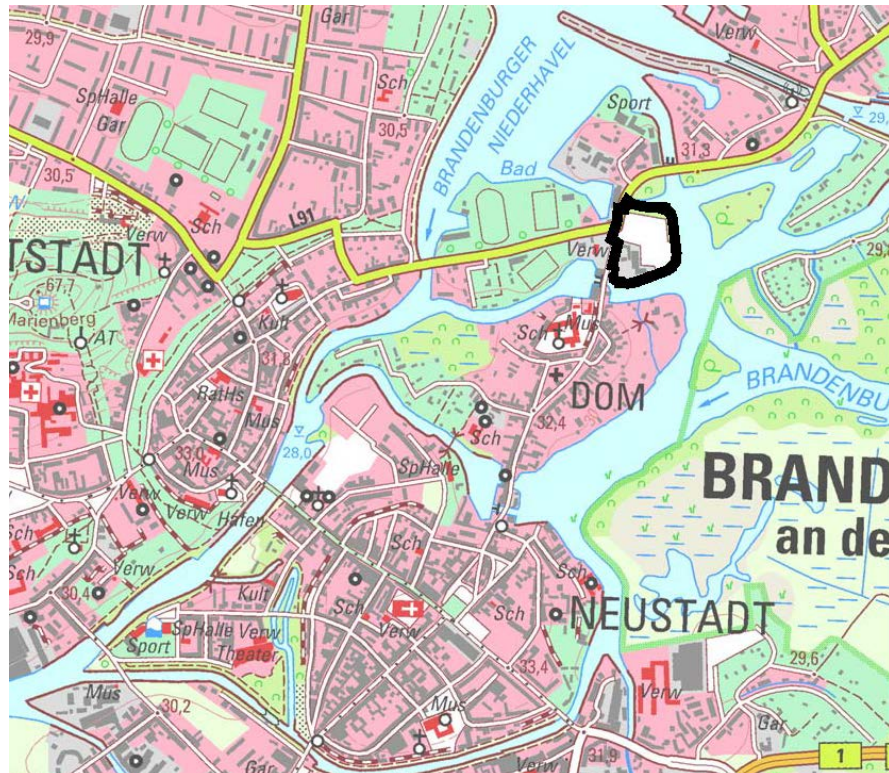 29,9
Gar
Verw
SpHalle
Gar
Sch
30,5
BRANDENBURGER
NIEDERHAVEL
Sport
31,3
Bad
30,5
L91
Verw
Sch
Verw
TSTADT
67,7
Marienberg
AT
Kult
31,8
Sch
Mus
DOM
BRANDENBU
RatHs
Mus
32,4
Sch
33,0
Mus
28,0
SpHalle
BRAND
an de
Verw
Verw
Hafen
Sch
Sch
Sch
30,4
Verw
Kult
Sch
Verw
Sch
NEUSTADT
Sport
SpHalle
Verw
Theater
33,4
29,6
Mus
30,2
Mus
Verw
Gar
Gar
Verw
31,9
1